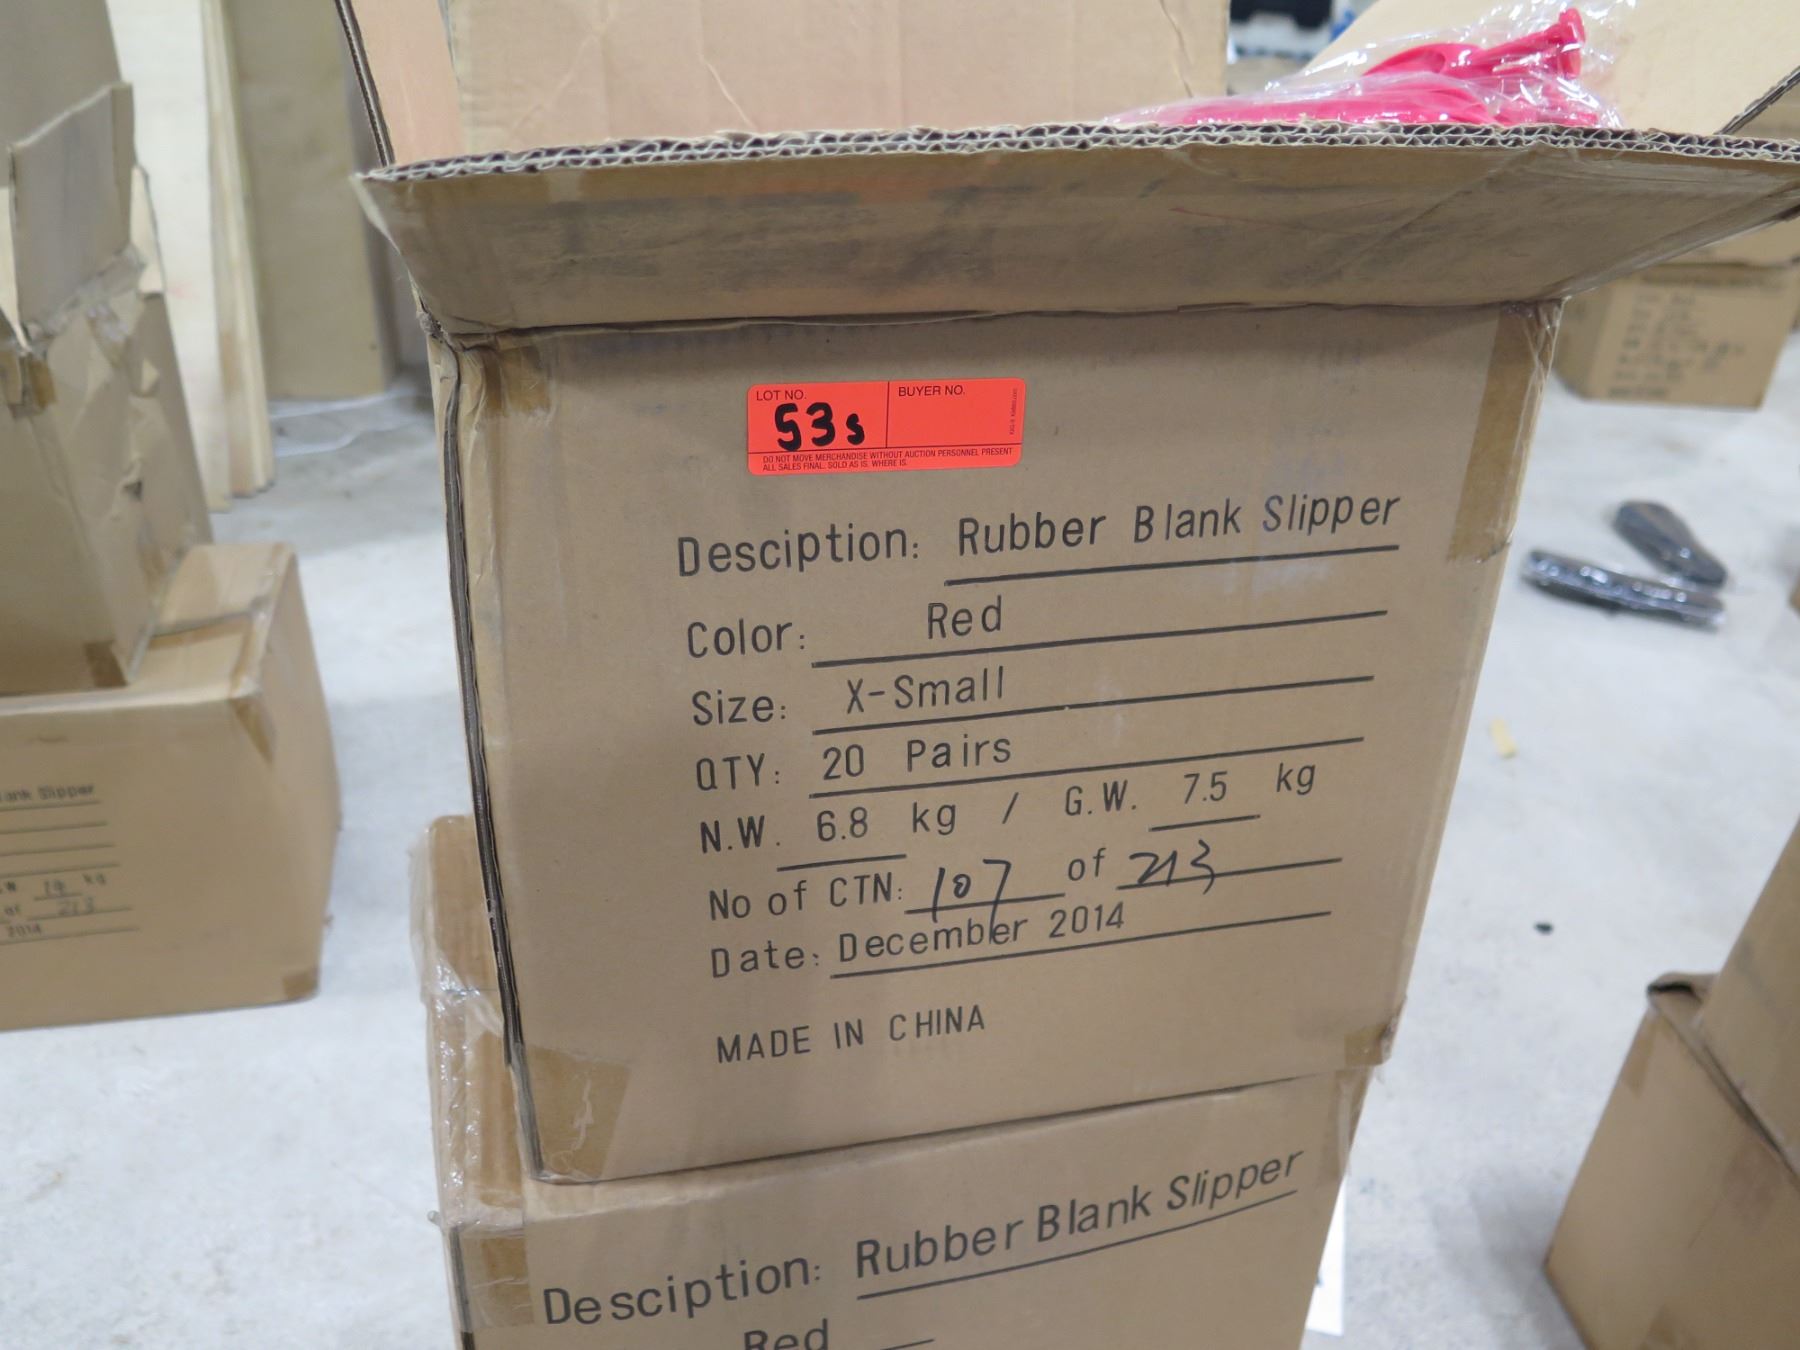 LOT NO.
53s
BUYER NO.
DO NOT MOVE MERCHANDISE WITHOUT AUCTION PERSONNEL PRESENT
ALL SALES FINAL. SOLD AS IS. WHERE IS.
Desciption: Rubber Blank Slipper
Color: Red
Size: X-Small
QTY: 20 Pairs
N.W. 6.8 kg / G.W. 7.5 kg
No of CTN: 107 of 213
Date: December 2014
MADE IN CHINA
Desciption: Rubber Blank Slipper
Red
Slipper
kg
of 213
2014